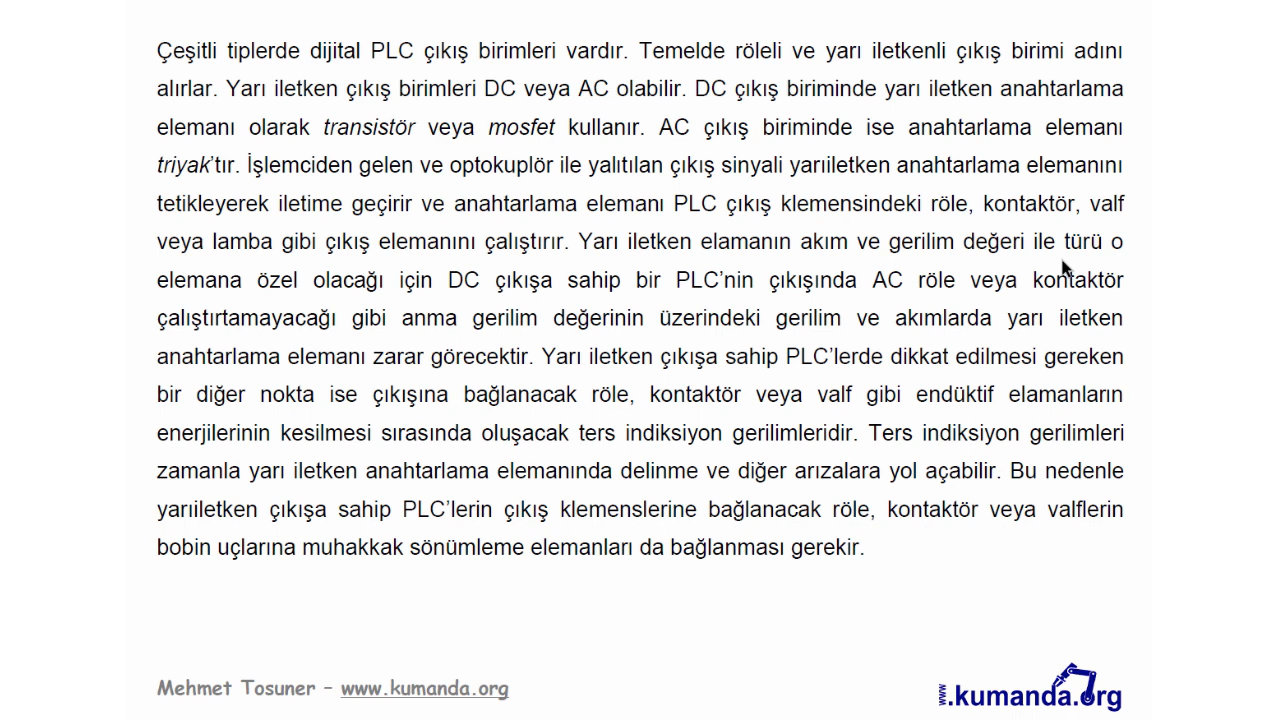 Çeşitli tiplerde dijital PLC çıkış birimleri vardır. Temelde röleli ve yarı iletkenli çıkış birimi adını
alırlar. Yarı iletken çıkış birimleri DC veya AC olabilir. DC çıkış biriminde yarı iletken anahtarlama
elemanı olarak transistör veya mosfet kullanır. AC çıkış biriminde ise anahtarlama elemanı
triyak'tır. İşlemciden gelen ve optokuplör ile yalıtılan çıkış sinyali yarıiletken anahtarlama elemanını
tetikleyerek iletime geçirir ve anahtarlama elemanı PLC çıkış klemensindeki röle, kontaktör, valf
veya lamba gibi çıkış elemanını çalıştırır. Yarı iletken elamanın akım ve gerilim değeri ile türü o
elemana özel olacağı için DC çıkışa sahip bir PLC'nin çıkışında AC röle veya kontaktör
çalıştırtamayacağı gibi anma gerilim değerinin üzerindeki gerilim ve akımlarda yarı iletken
anahtarlama elemanı zarar görecektir. Yarı iletken çıkışa sahip PLC'lerde dikkat edilmesi gereken
bir diğer nokta ise çıkışına bağlanacak röle, kontaktör veya valf gibi endüktif elamanların
enerjilerinin kesilmesi sırasında oluşacak ters indiksiyon gerilimleridir. Ters indiksiyon gerilimleri
zamanla yarı iletken anahtarlama elemanında delinme ve diğer arızalara yol açabilir. Bu nedenle
yarıiletken çıkışa sahip PLC'lerin çıkış klemenslerine bağlanacak röle, kontaktör veya valflerin
bobin uçlarına muhakkak sönümleme elemanları da bağlanması gerekir.
Mehmet Tosuner – www.kumanda.org
www.kumanda.org